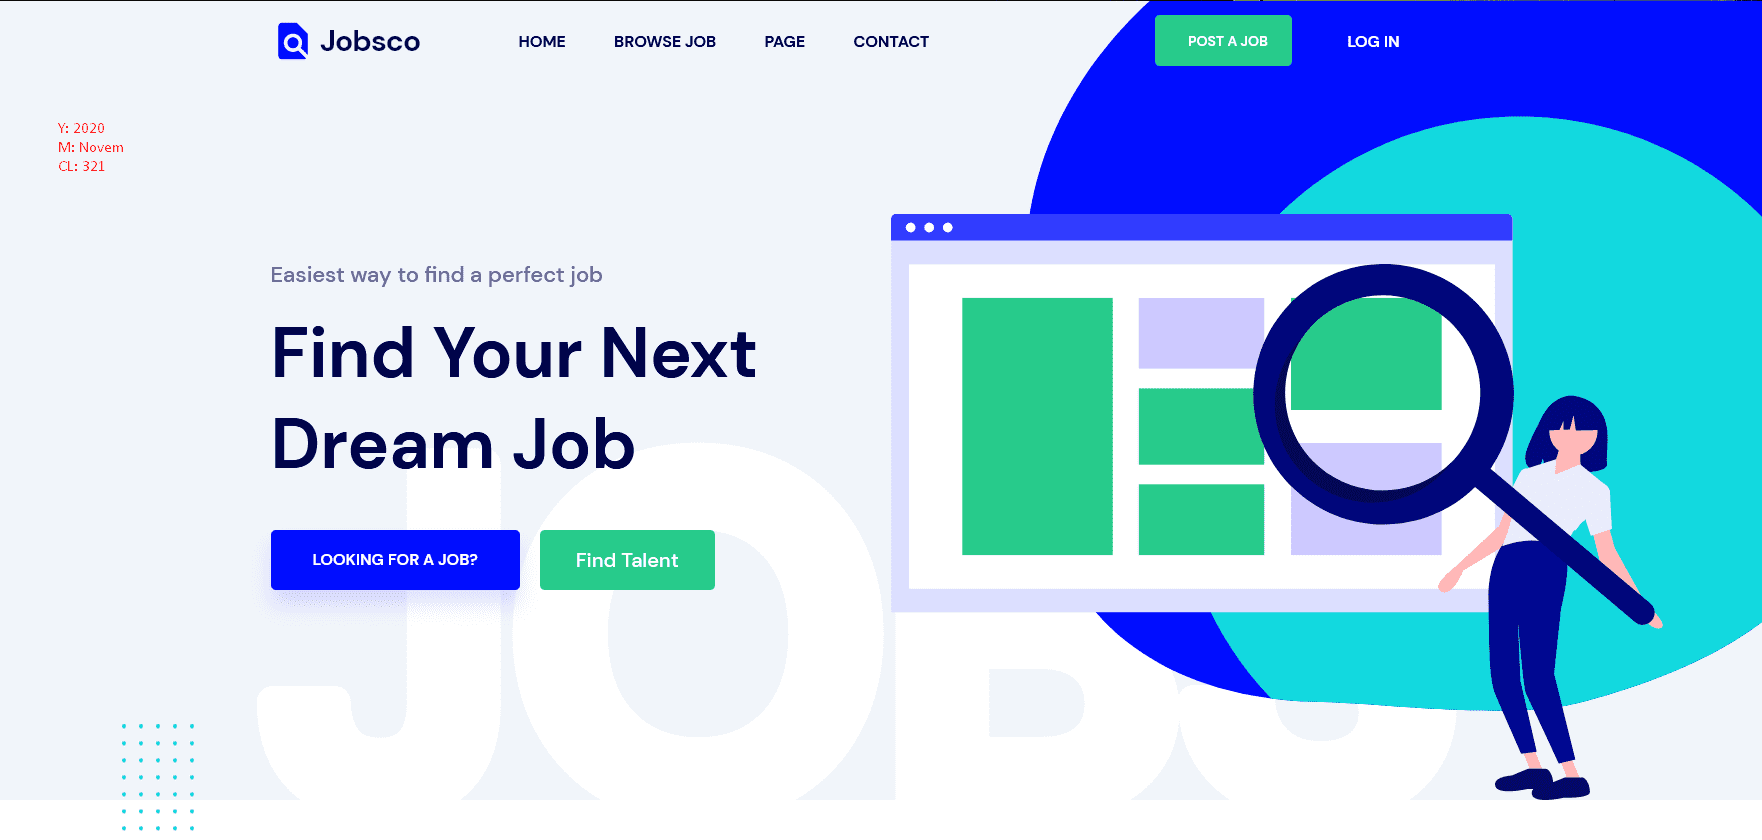 Jobsco
HOME
BROWSE JOB
PAGE
CONTACT
POST A JOB
LOG IN
Y: 2020
M: Novem
CL: 321
Easiest way to find a perfect job
Find Your Next
Dream Job
LOOKING FOR A JOB?
Find Talent